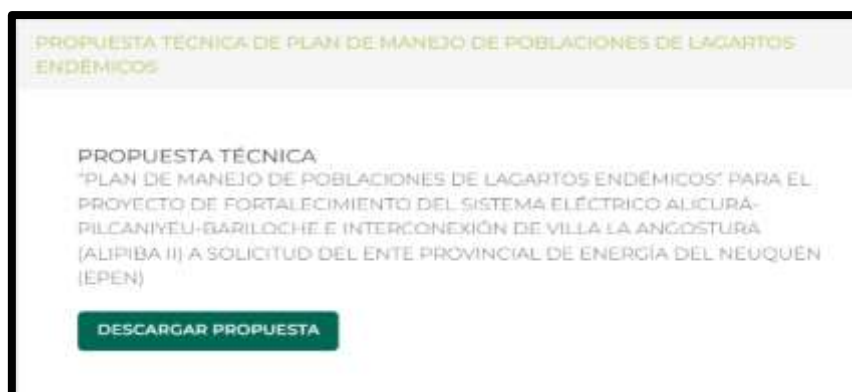 PROPUESTA TÉCNICA DE PLAN DE MANEJO DE POBLACIONES DE LAGARTOS
ENDÉMICOS
PROPUESTA TÉCNICA
"PLAN DE MANEJO DE POBLACIONES DE LAGARTOS ENDÉMICOS" PARA EL
PROYECTO DE FORTALECIMIENTO DEL SISTEMA ELÉCTRICO ALICURA-
PILCANIYEU-BARILOCHE E INTERCONEXIÓN DE VILLA LA ANGOSTURA
(ALIPIBA II) A SOLICITUD DEL ENTE PROVINCIAL DE ENERGÍA DEL NEUQUÉN
(EPEN)
DESCARGAR PROPUESTA